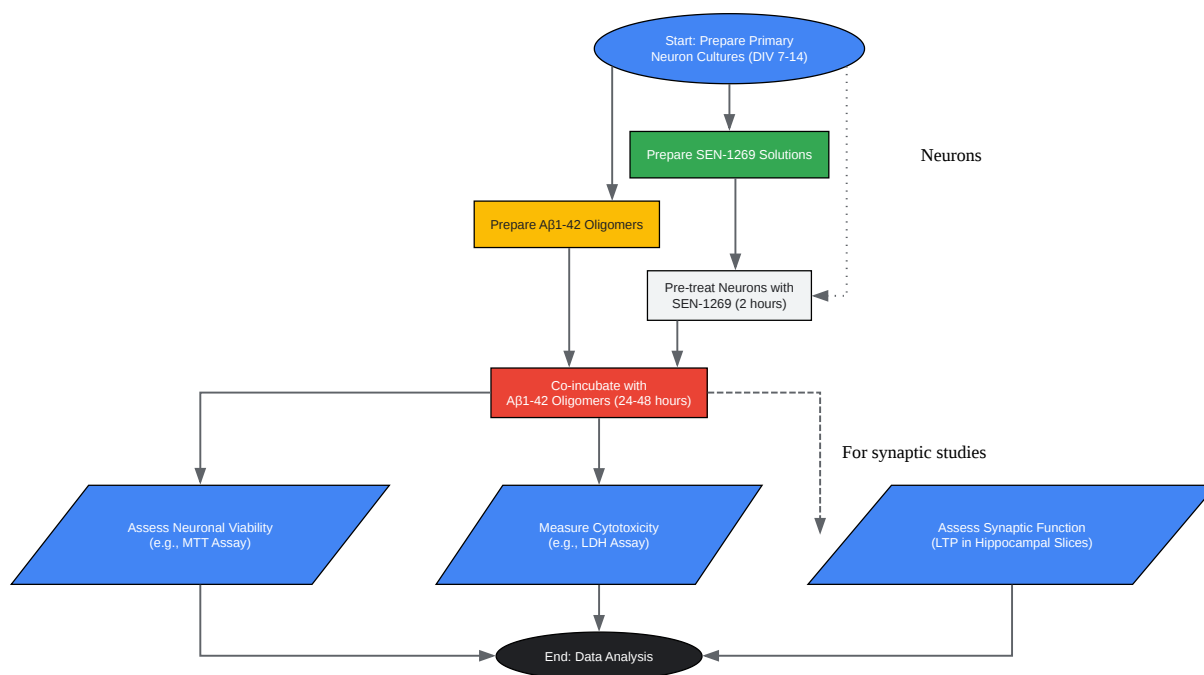 Start: Prepare Primary
Neuron Cultures (DIV 7-14)
Prepare SEN-1269 Solutions
Neurons
Prepare Aβ1-42 Oligomers
Pre-treat Neurons with
SEN-1269 (2 hours)
Co-incubate with
Aβ1-42 Oligomers (24-48 hours)
For synaptic studies
Assess Neuronal Viability
(e.g., MTT Assay)
Measure Cytotoxicity
(e.g., LDH Assay)
Assess Synaptic Function
(LTP in Hippocampal Slices)
End: Data Analysis